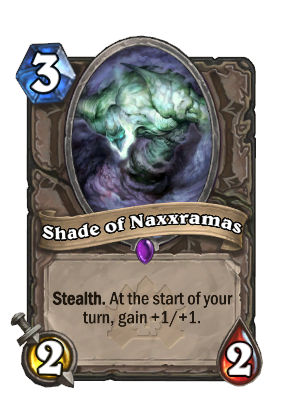 3
Shade of Naxxramas
Stealth. At the start of your
turn, gain +1/+1.
2
2